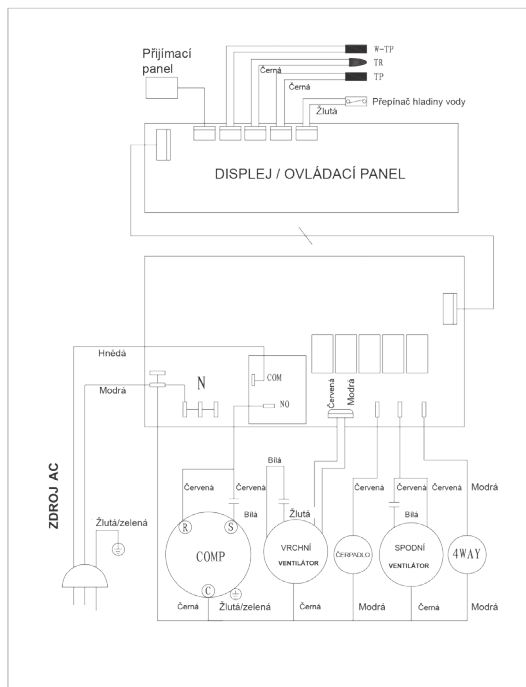 Přijímací
panel
W-TP
TR
Černá
TP
Černá
Přepínač hladiny vody
Žlutá
DISPLEJ / OVLÁDACÍ PANEL
Hnědá
COM
Modrá
N
NO
Červená
Modrá
ZDROJ AC
Bílá
Červená
Červená
Červená
Červená
Červená
Modrá
Bílá
Žlutá
Bílá
Žlutá/zelená
R
S
COMP
VRCHNÍ
VENTILÁTOR
ČERPADLO
SPODNÍ
VENTILÁTOR
4WAY
C
Černá
Žlutá/zelená
Černá
Modrá
Černá
Modrá